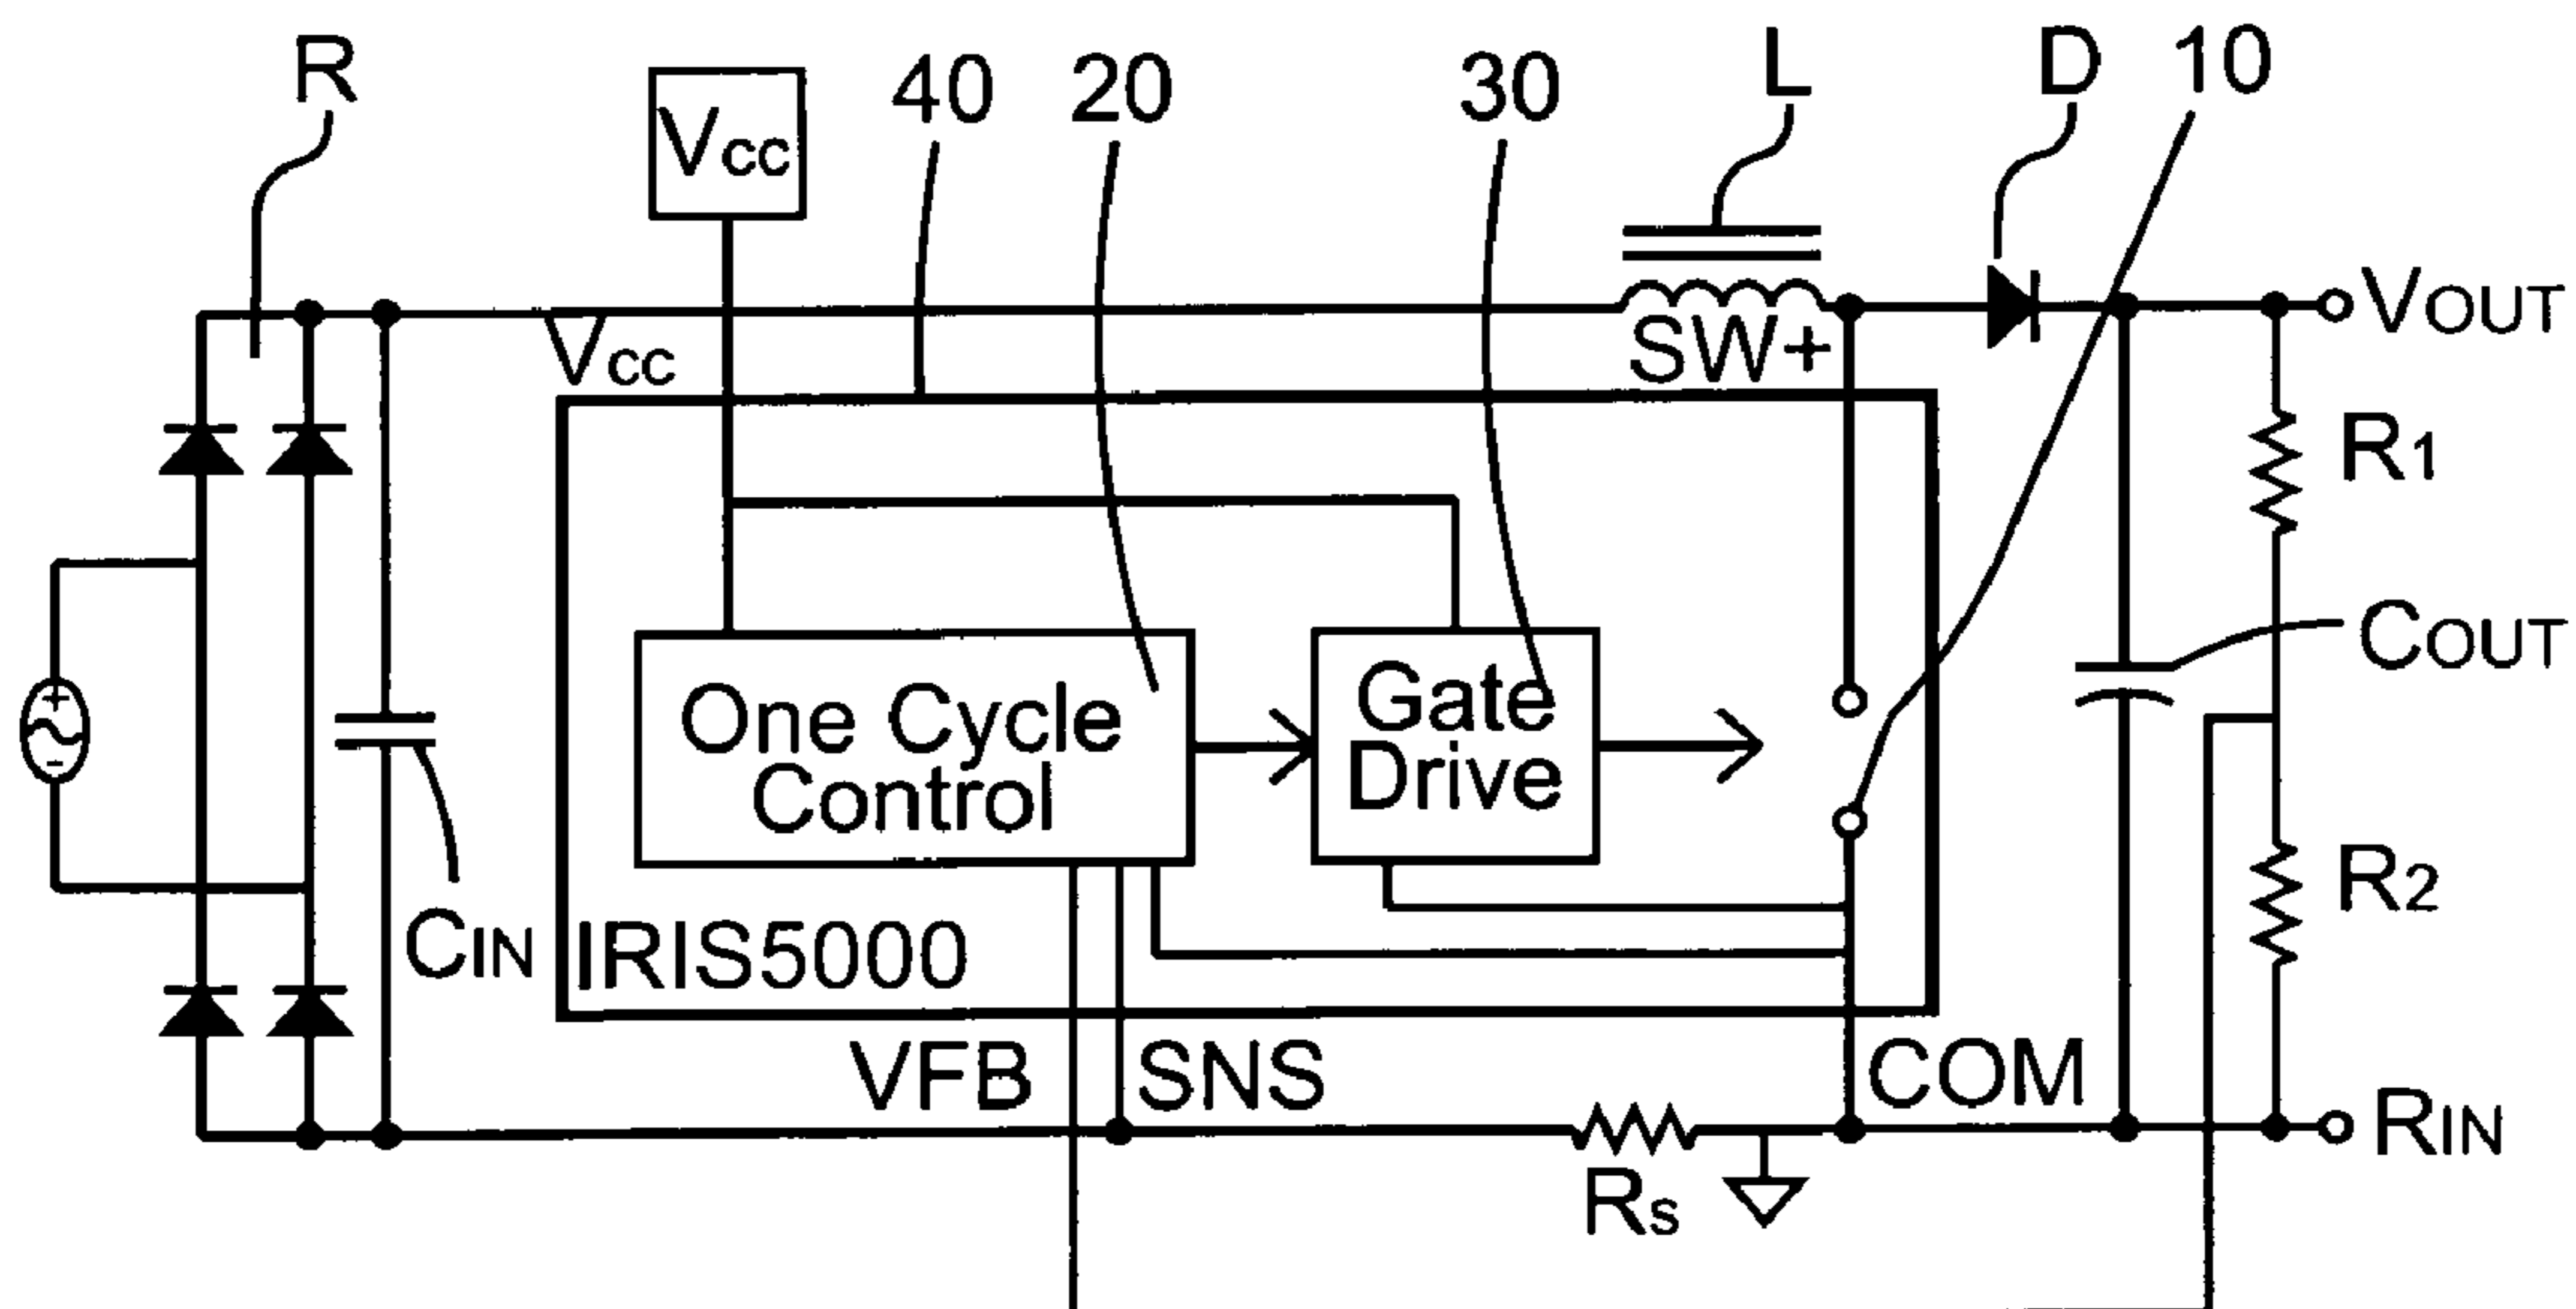 R
40
20
30
L
D
10
Vcc
VOUT
Vcc
SW+
R1
COUT
+
-
One Cycle
Control
Gate
Drive
R2
CIN
IRIS5000
VFB
SNS
COM
RIN
Rs